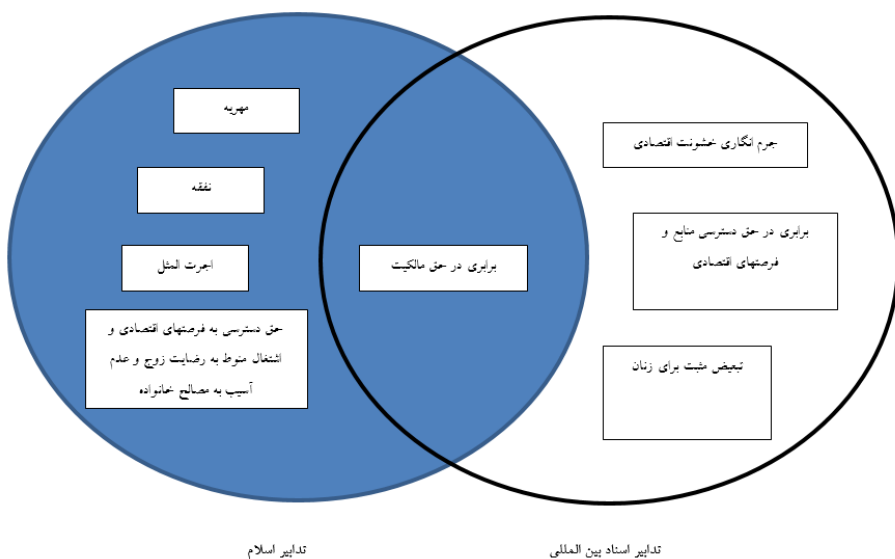 مهریه
نفقه
اجرت المثل
حق دسترسی به فرصتهای اقتصادی و
اشتغال منوط به رضایت زوج و عدم
آسیب به مصالح خانواده
برابری در حق مالکیت
جرم انگاری خشونت اقتصادی
برابری در حق دسترسی منابع و
فرصتهای اقتصادی
تبعیض مثبت برای زنان
تدابیر اسلام
تدابیر اسناد بین المللی